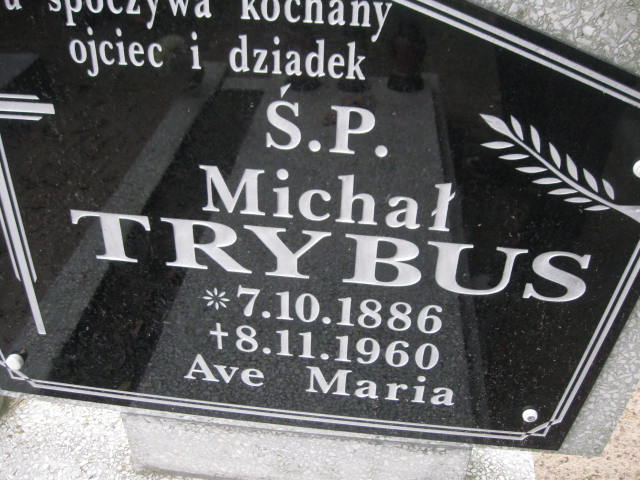 spoczywa kochany
ojciec i dziadek
Ś.P.
Michał
TRYBUS
*7.10.1886
†8.11.1960
Ave Maria